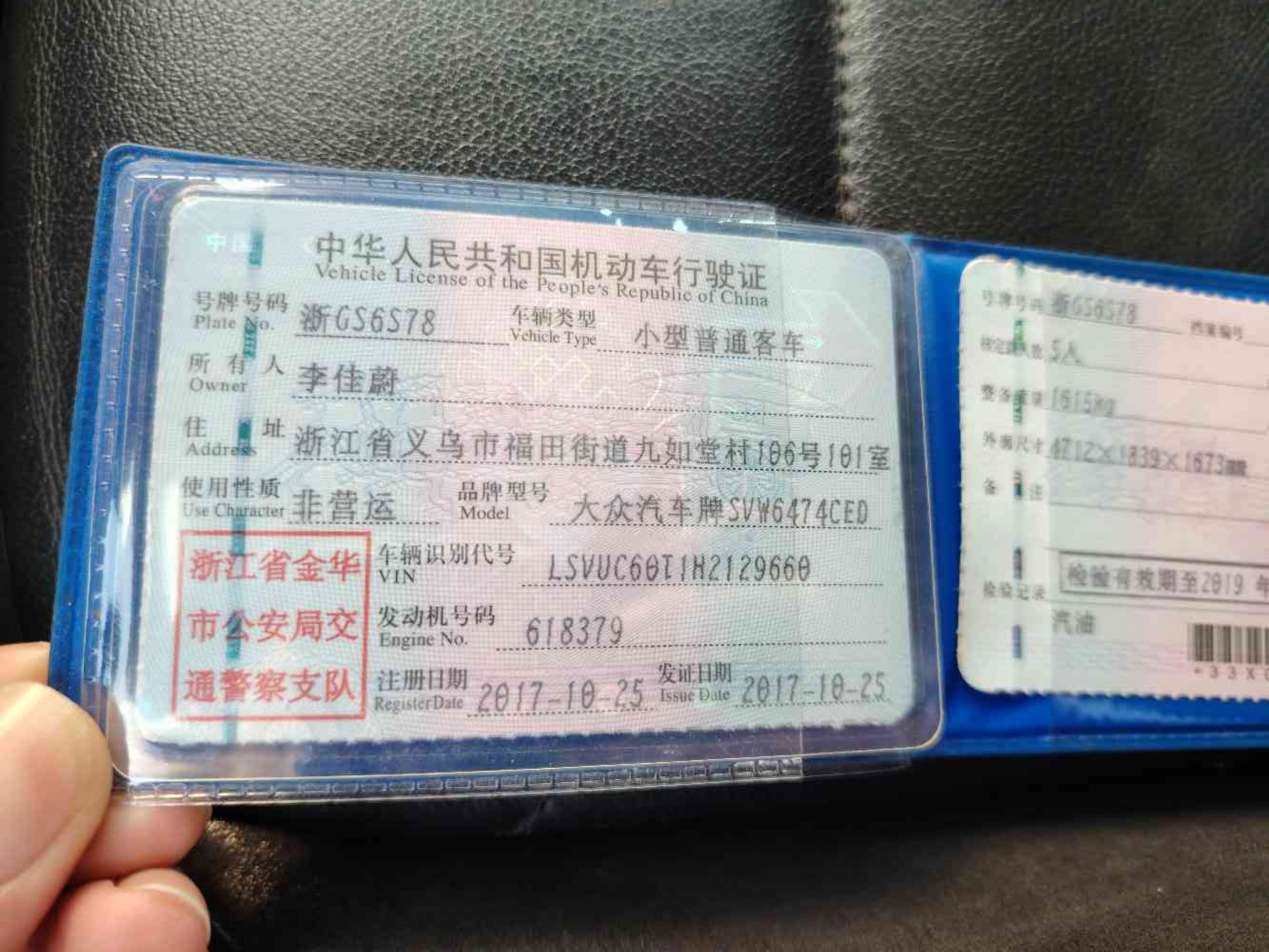 中国
中华人民共和国机动车行驶证
Vehicle License of the People's Republic of China
号牌号码 浙GS6S78 车辆类型 小型普通客车
Plate No. Vehicle Type
所有人 李佳蔚
Owner
住址 浙江省义乌市福田街道九如堂村106号101室
Address
使用性质 非营运 品牌型号 大众汽车牌SVW6474CED
Use Character Model
浙江省金华
市公安局交
通警察支队
车辆识别代号 LSVUC60T1H2129660
VIN
发动机号码 618379
Engine No.
注册日期 2017-10-25 发证日期 2017-10-25
Register Date Issue Date
号牌号码 浙GS6S78 档案编号
核定载人数 5人
整备质量 1615kg
外廓尺寸 4712×1839×1673mm
备注
检验有效期至2019 年
检验记录
汽油
*33X0